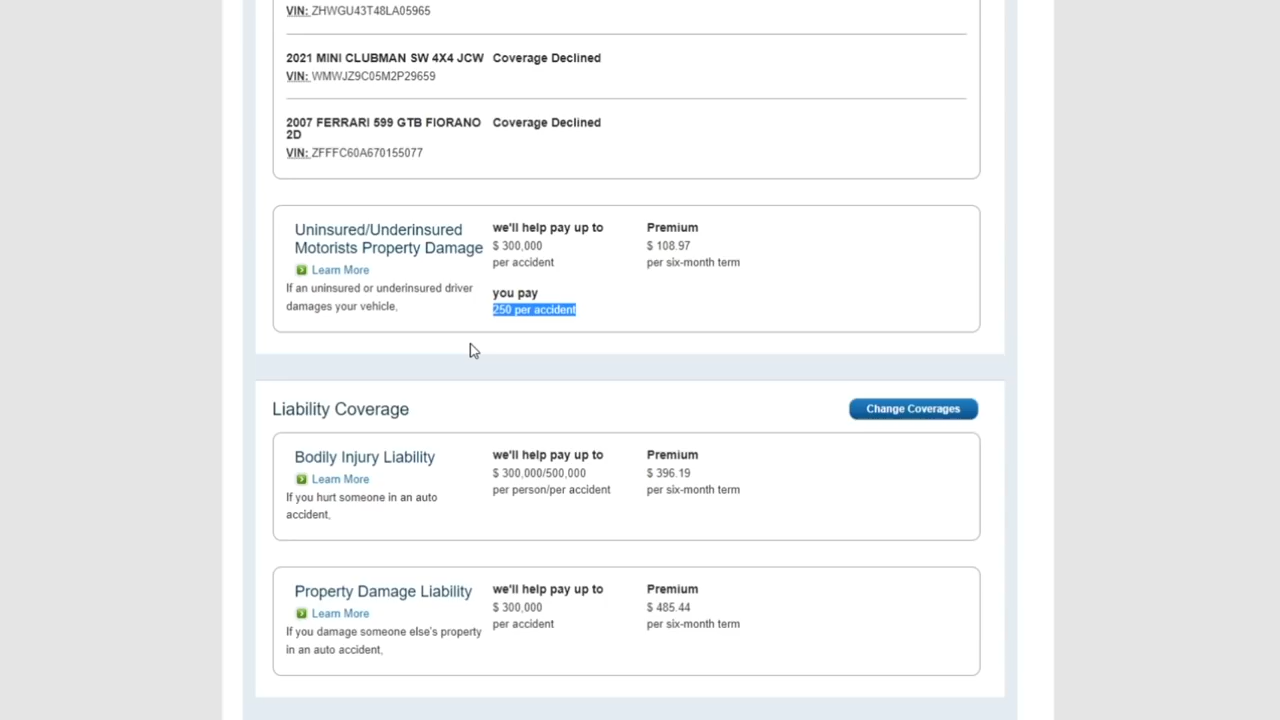 VIN: ZHWGU43T48LA05965
2021 MINI CLUBMAN SW 4X4 JCW Coverage Declined
VIN: WMWJZ9C05M2P29659
2007 FERRARI 599 GTB FIORANO Coverage Declined
2D
VIN: ZFFFC60A670155077
Uninsured/Underinsured
Motorists Property Damage
Learn More
If an uninsured or underinsured driver
damages your vehicle.
we'll help pay up to
$ 300,000
per accident
you pay
250 per accident
Premium
$ 108.97
per six-month term
Liability Coverage
Change Coverages
Bodily Injury Liability
Learn More
If you hurt someone in an auto
accident.
we'll help pay up to
$ 300,000/500,000
per person/per accident
Premium
$ 396.19
per six-month term
Property Damage Liability
Learn More
If you damage someone else's property
in an auto accident.
we'll help pay up to
$ 300,000
per accident
Premium
$ 485.44
per six-month term